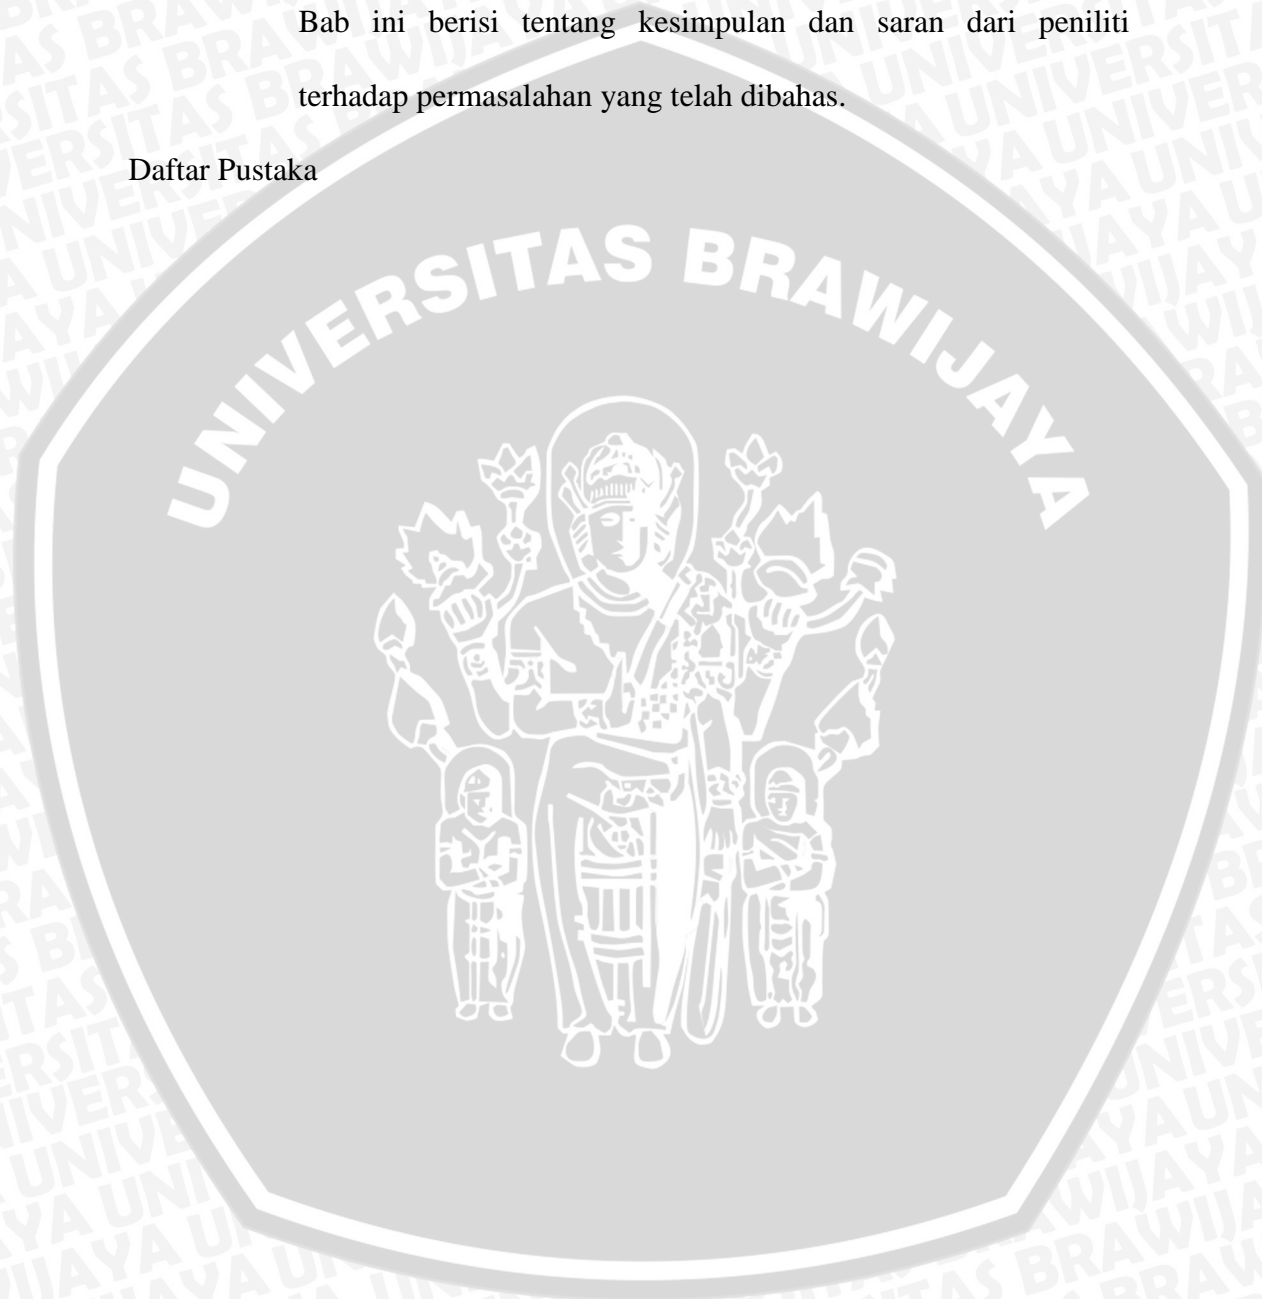 Bab ini berisi tentang kesimpulan dan saran dari peniliti
terhadap permasalahan yang telah dibahas.
Daftar Pustaka
UNIVERSITAS BRAWIJAYA